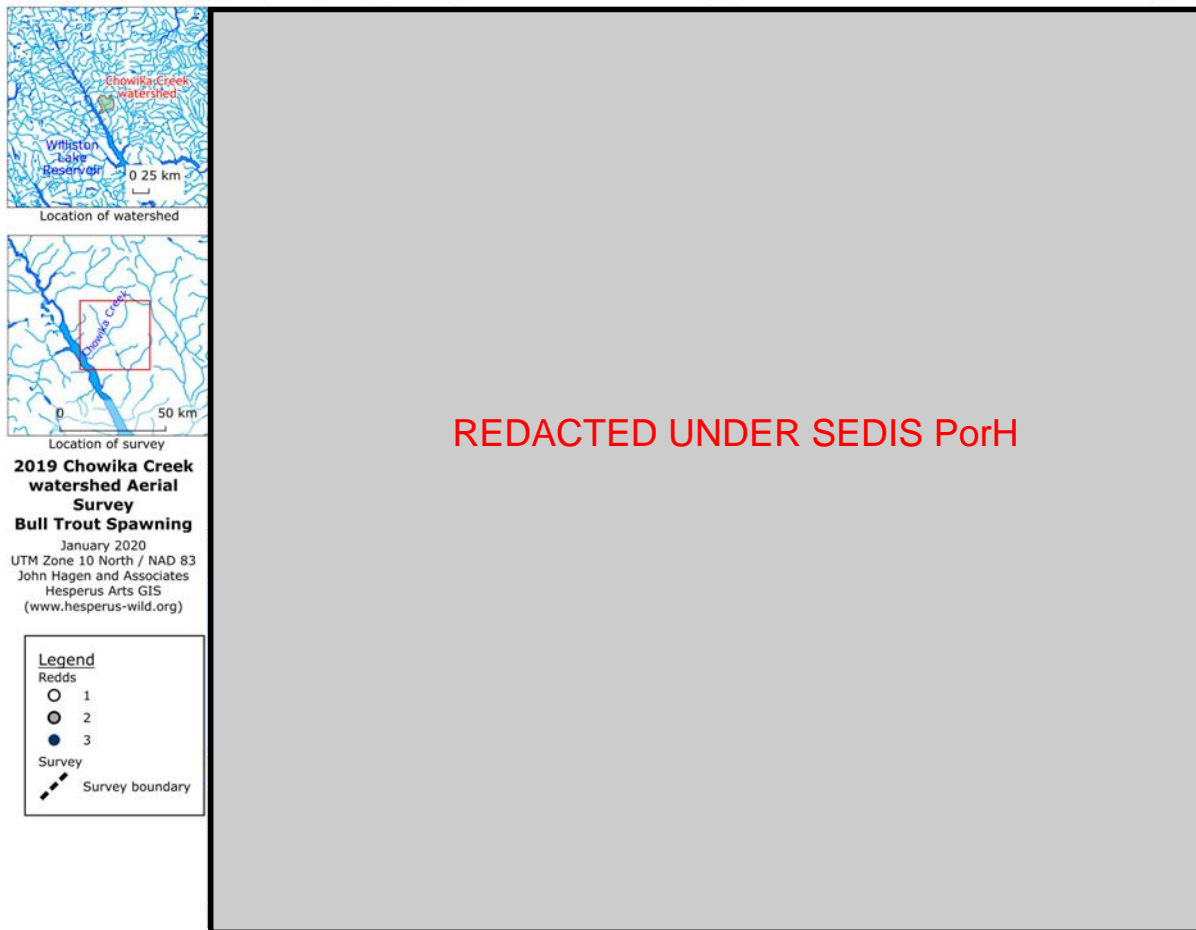 Chowika Creek
watershed
Williston
Lake
Reservoir
0 25 km
Location of watershed
Chowika Creek
0 50 km
Location of survey
2019 Chowika Creek
watershed Aerial
Survey
Bull Trout Spawning
January 2020
UTM Zone 10 North / NAD 83
John Hagen and Associates
Hesperus Arts GIS
(www.hesperus-wild.org)
Legend
Redds
1
2
3
Survey
Survey boundary
REDACTED UNDER SEDIS PorH